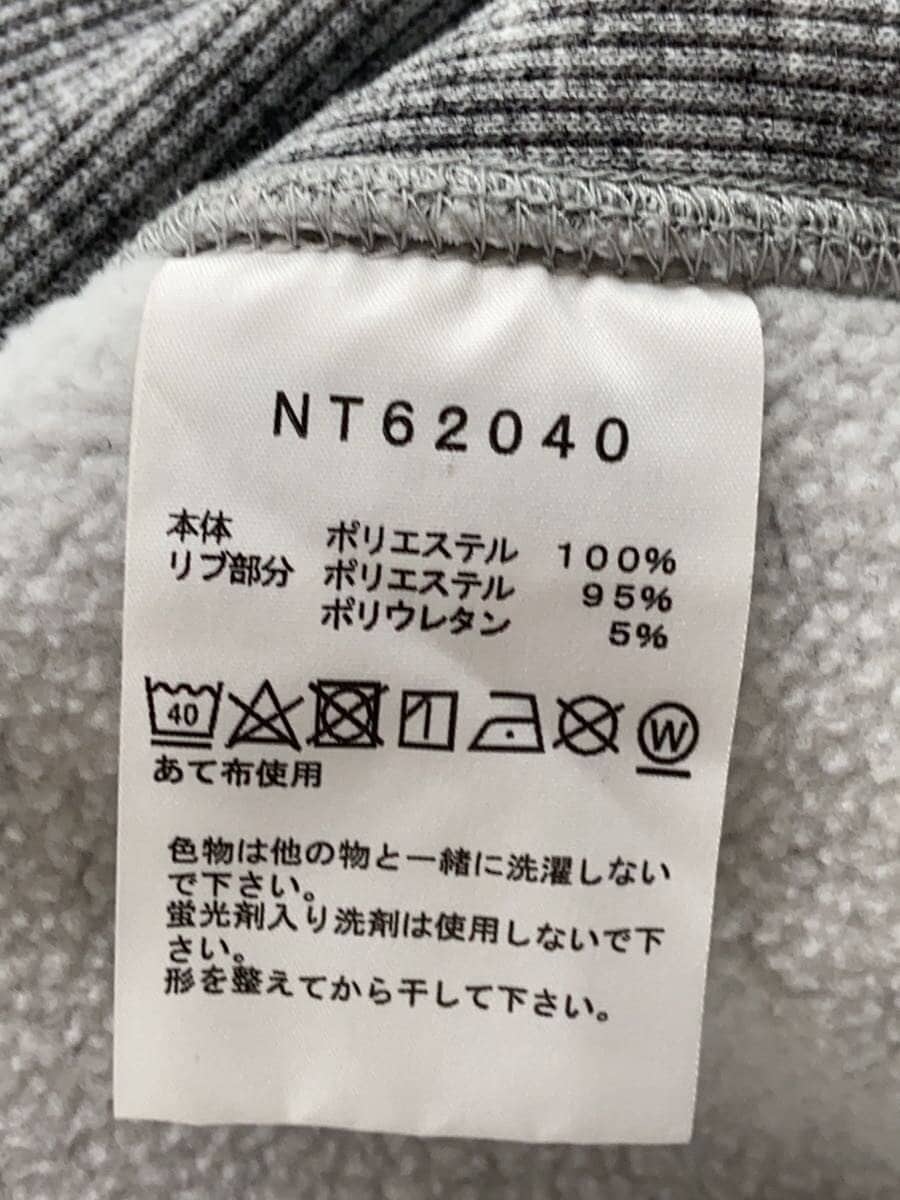 NT62040
本体 ポリエステル 100%
リブ部分 ポリエステル 95%
ポリウレタン 5%
40
W
あて布使用
色物は他の物と一緒に洗濯しない
で下さい。
蛍光剤入り洗剤は使用しないで下
さい。
形を整えてから干して下さい。